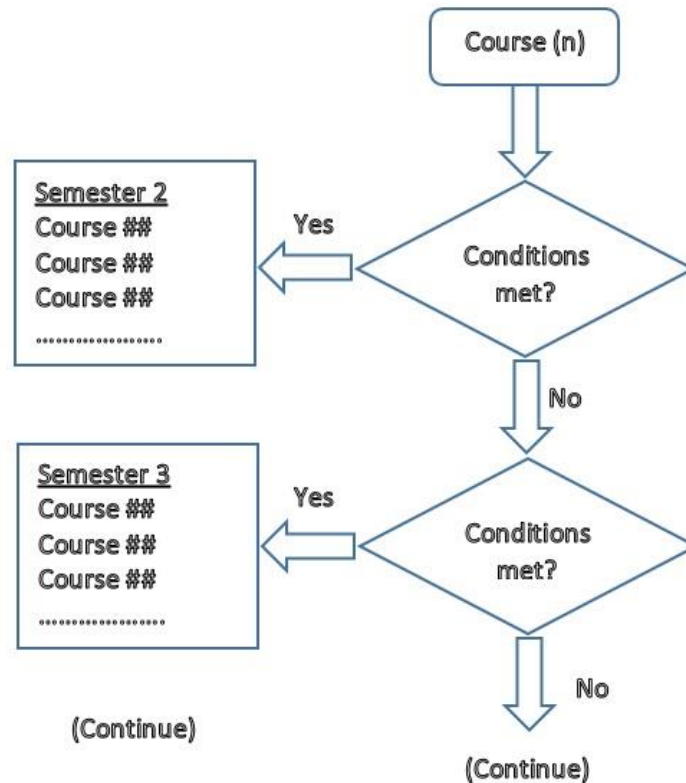 Course (n)
Conditions
met?
Yes
Semester 2
Course ##
Course ##
Course ##
...................
No
Conditions
met?
Yes
Semester 3
Course ##
Course ##
Course ##
...................
No
(Continue)
(Continue)